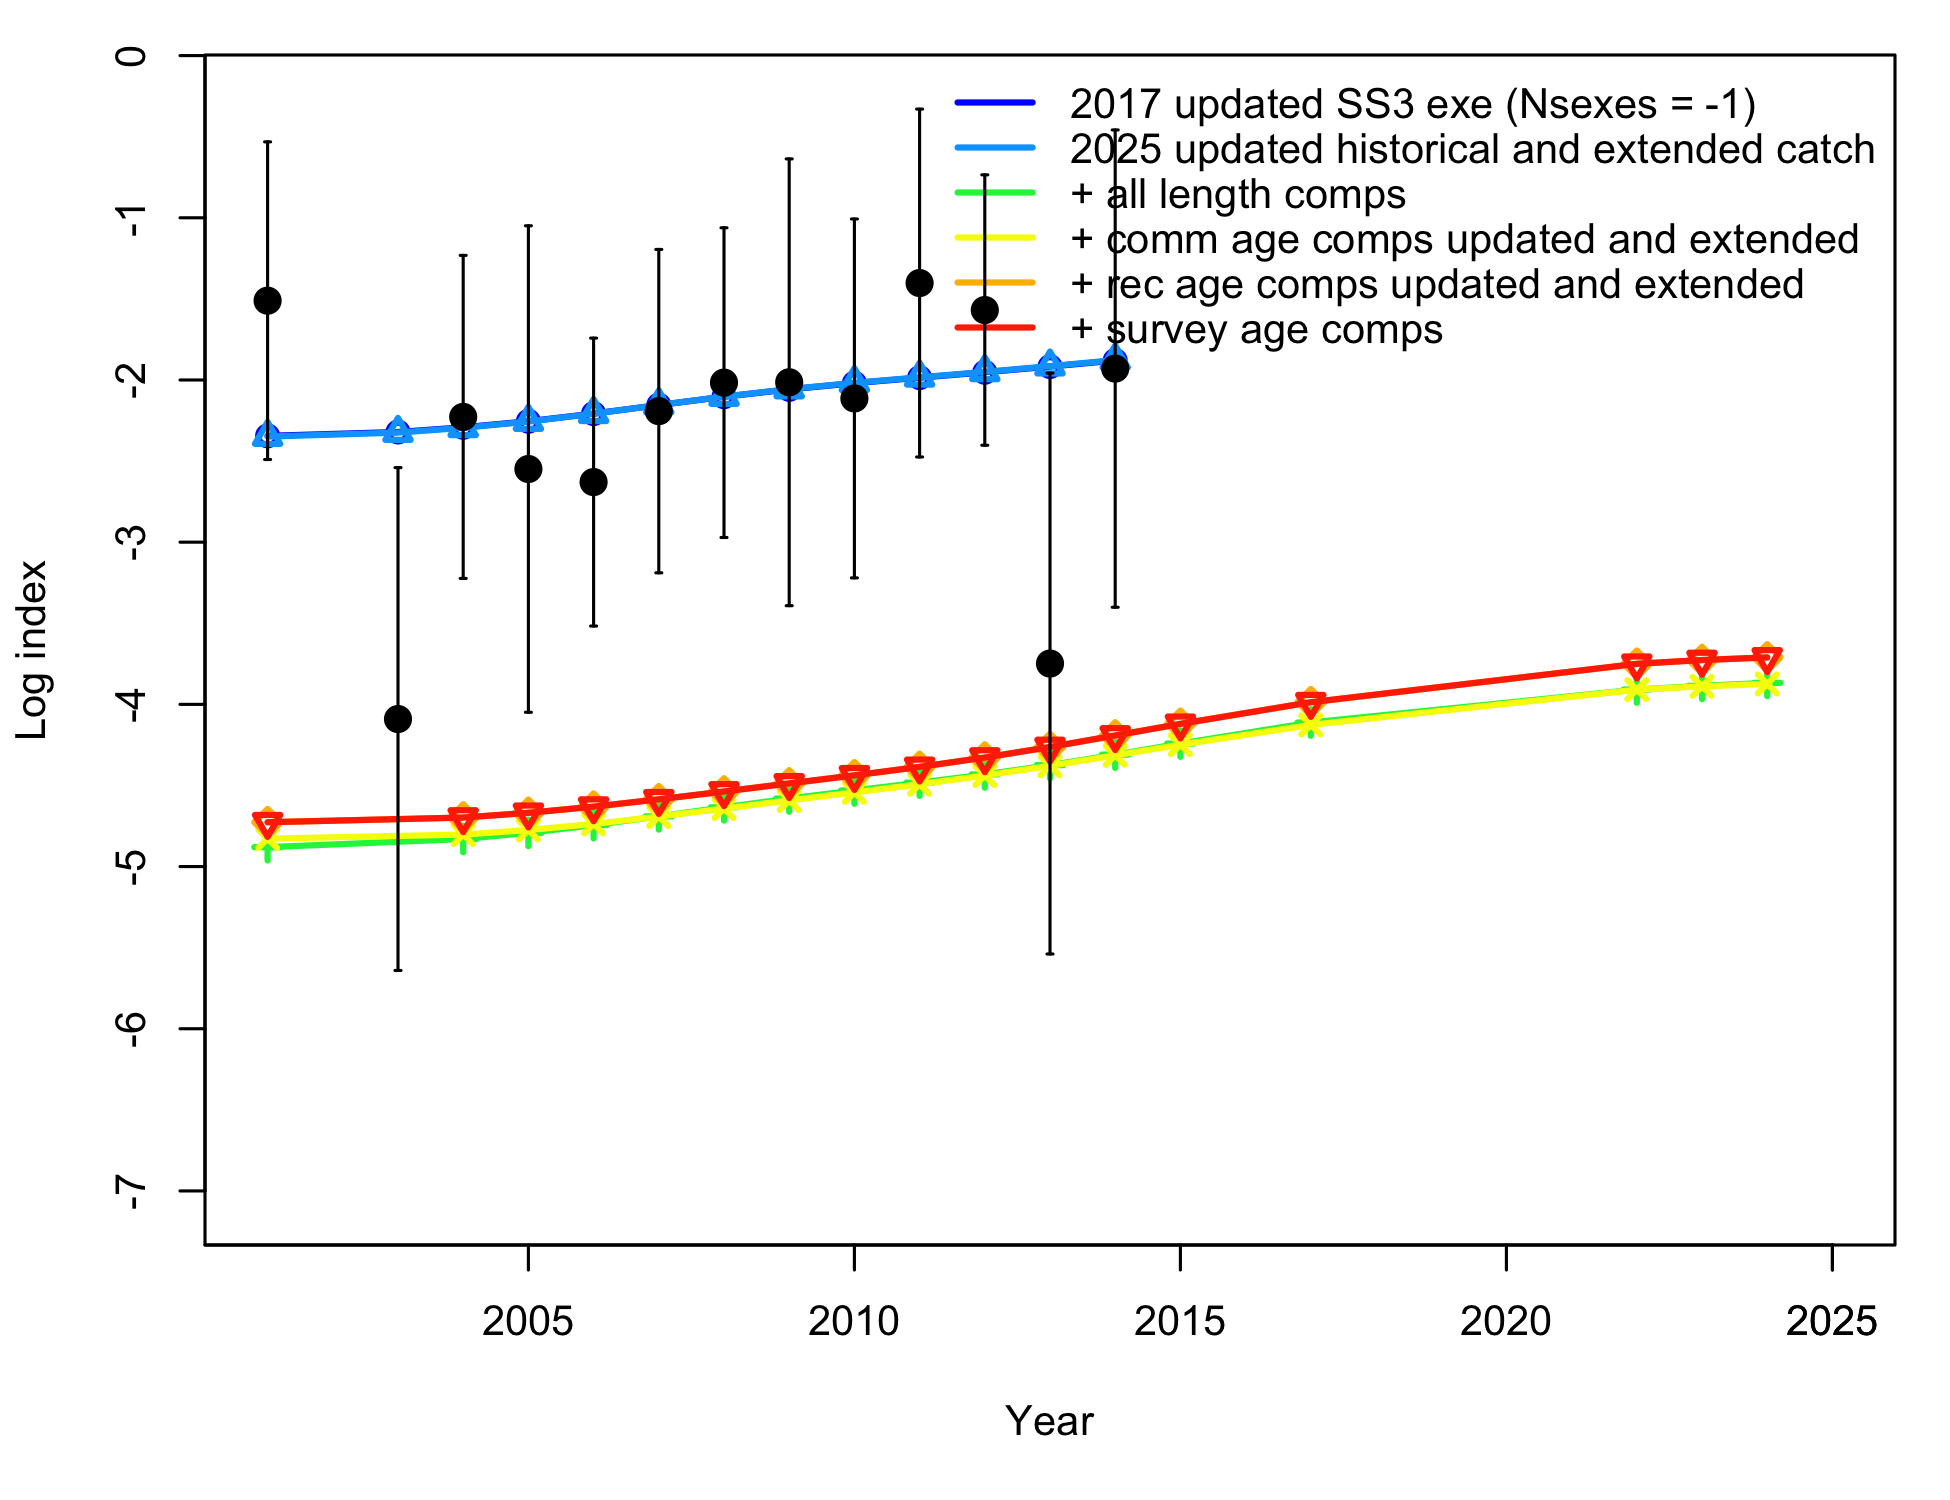 0
-1
-2
-3
-4
-5
-6
-7
Log index
2017 updated SS3 exe (Nsexes = -1)
2025 updated historical and extended catch
+ all length comps
+ comm age comps updated and extended
+ rec age comps updated and extended
+ survey age comps
2005 2010 2015 2020 2025
Year